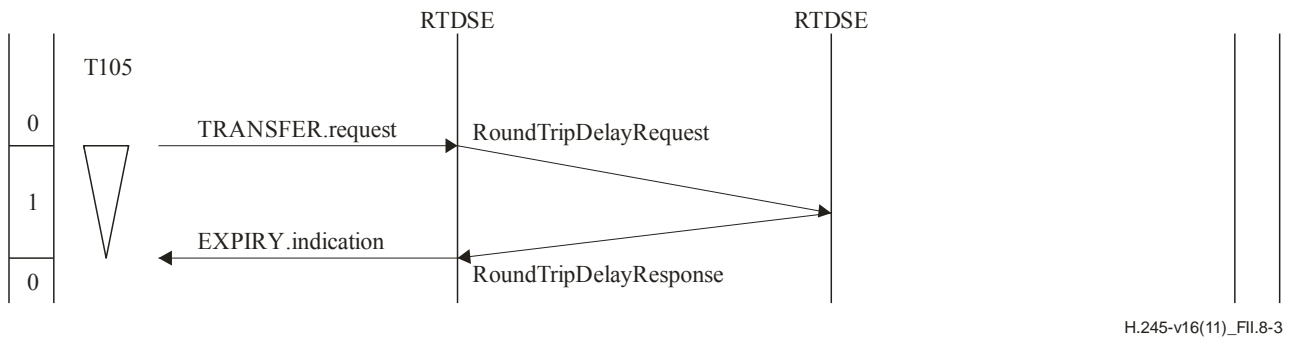 RTDSE RTDSE
T105
0
TRANSFER.request RoundTripDelayRequest
1
EXPIRY.indication
0
RoundTripDelayResponse
H.245-v16(11)_FII.8-3